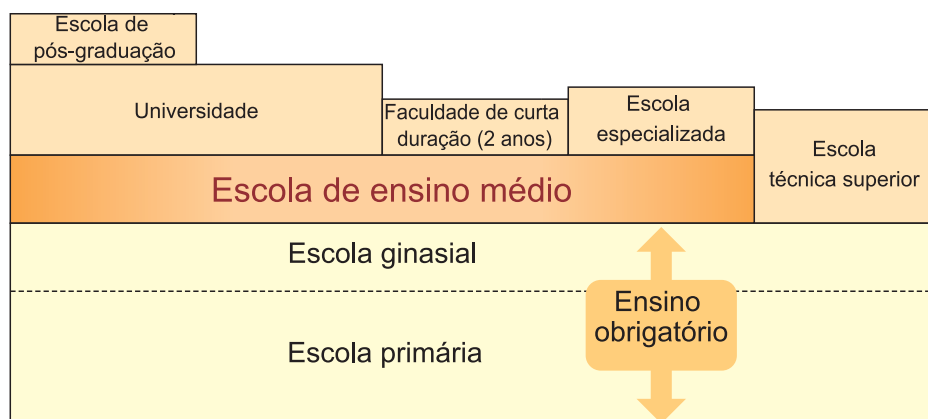 Escola de
pós-graduação
Universidade
Faculdade de curta
duração (2 anos)
Escola
especializada
Escola
técnica superior
Escola de ensino médio
Escola ginasial
Ensino
obrigatório
Escola primária